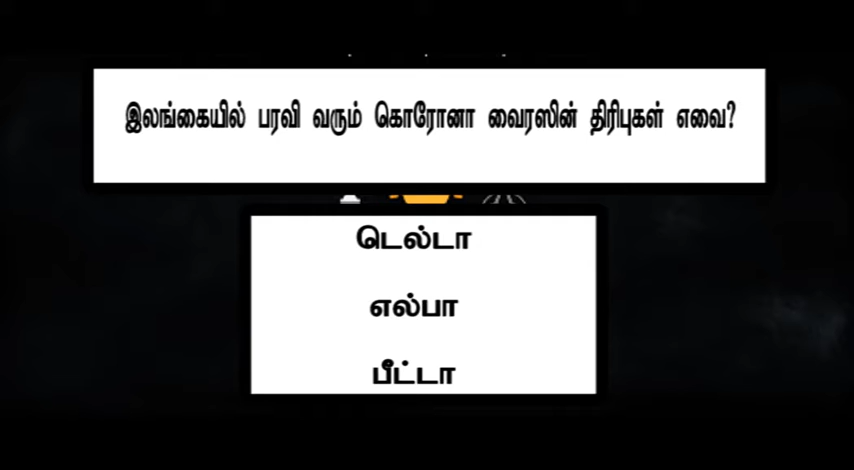 இலங்கையில் பரவி வரும் கொரோனா வைரஸின் திரிபுகள் எவை?
டெல்டா
எல்பா
பீட்டா